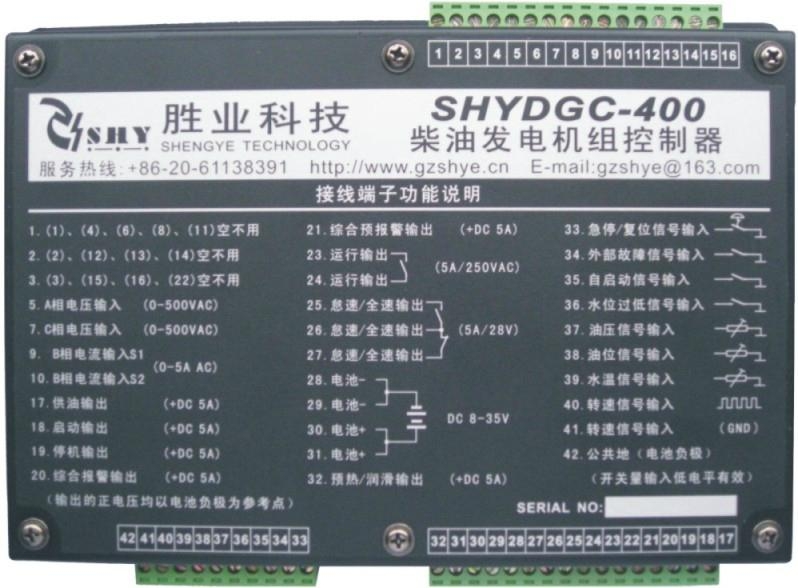 1 2 3 4 5 6 7 8 9 10 11 12 13 14 15 16
SHY 胜业科技 SHYDGC-400
SHENGYE TECHNOLOGY 柴油发电机组控制器
服务热线:+86-20-61138391 http://www.gzshye.cn E-mail:gzshye@163.com
接线端子功能说明
1.(1)、(4)、(6)、(8)、(11)空不用
2.(2)、(12)、(13)、(14)空不用
3.(3)、(15)、(16)、(22)空不用
5.A相电压输入 (0-500VAC)
7.C相电压输入 (0-500VAC)
9. B相电流输入S1
(0-5A AC)
10.B相电流输入S2
17.供油输出 (+DC 5A)
18.启动输出 (+DC 5A)
19.停机输出 (+DC 5A)
20.综合报警输出 (+DC 5A)
(输出的正电压均以电池负极为参考点)
21.综合预报警输出 (+DC 5A)
23.运行输出
(5A/250VAC)
24.运行输出
25.怠速/全速输出
26.怠速/全速输出 (5A/28V)
27.怠速/全速输出
28.电池-
29.电池-
DC 8-35V
30.电池+
31.电池+
32.预热/润滑输出 (+DC 5A)
33.急停/复位信号输入
34.外部故障信号输入
35.自启动信号输入
36.水位过低信号输入
37.油压信号输入
38.油位信号输入
39.水温信号输入
40.转速信号输入
41.转速信号输入 (GND)
42.公共地(电池负极)
(开关量输入低电平有效)
SERIAL NO:
42 41 40 39 38 37 36 35 34 33
32 31 30 29 28 27 26 25 24 23 22 21 20 19 18 17